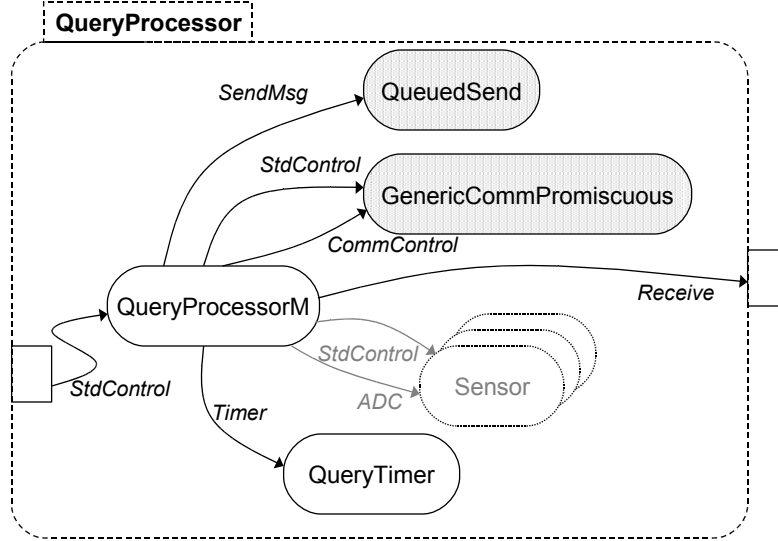 QueryProcessor
SendMsg
QueuedSend
StdControl
GenericCommPromiscuous
CommControl
QueryProcessorM
Receive
StdControl
Sensor
StdControl
ADC
Timer
QueryTimer